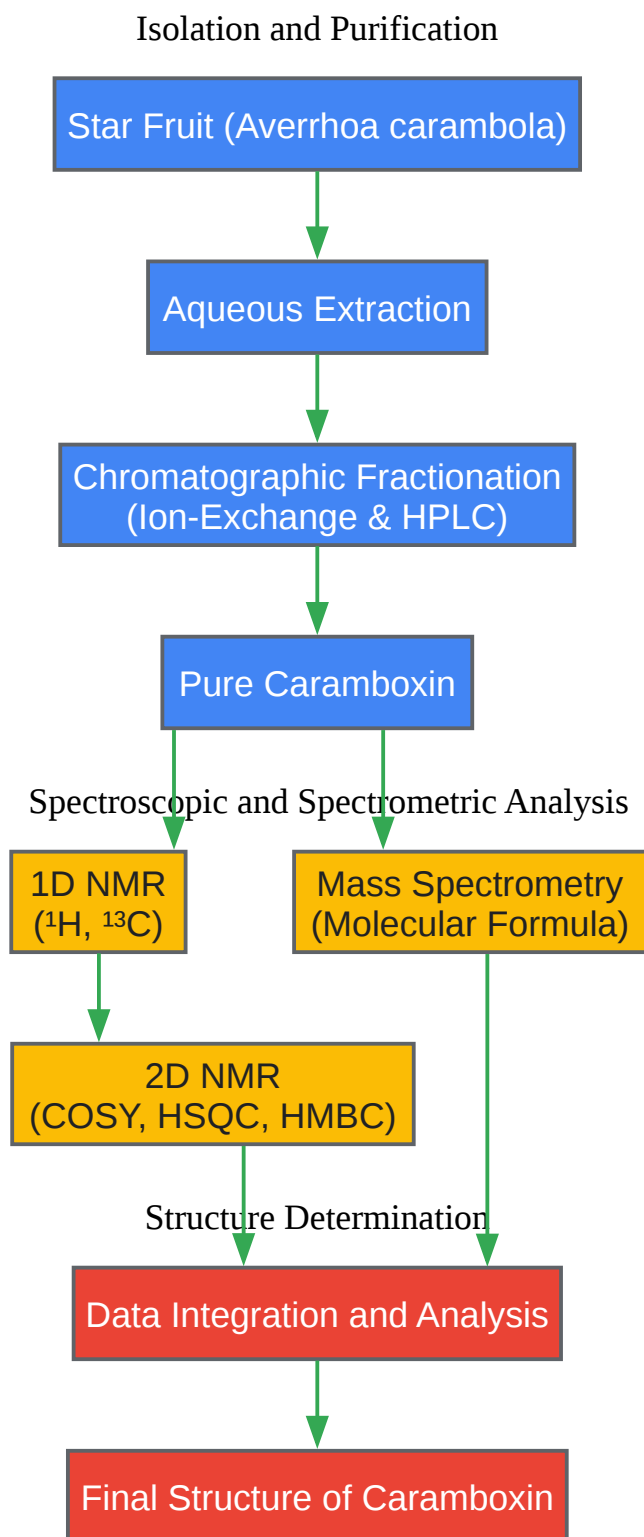 Isolation and Purification
Star Fruit (Averrhoa carambola)
Aqueous Extraction
Chromatographic Fractionation
(Ion-Exchange & HPLC)
Pure Caramboxin
Spectroscopic and Spectrometric Analysis
1D NMR
(¹H, ¹³C)
Mass Spectrometry
(Molecular Formula)
2D NMR
(COSY, HSQC, HMBC)
Structure Determination
Data Integration and Analysis
Final Structure of Caramboxin